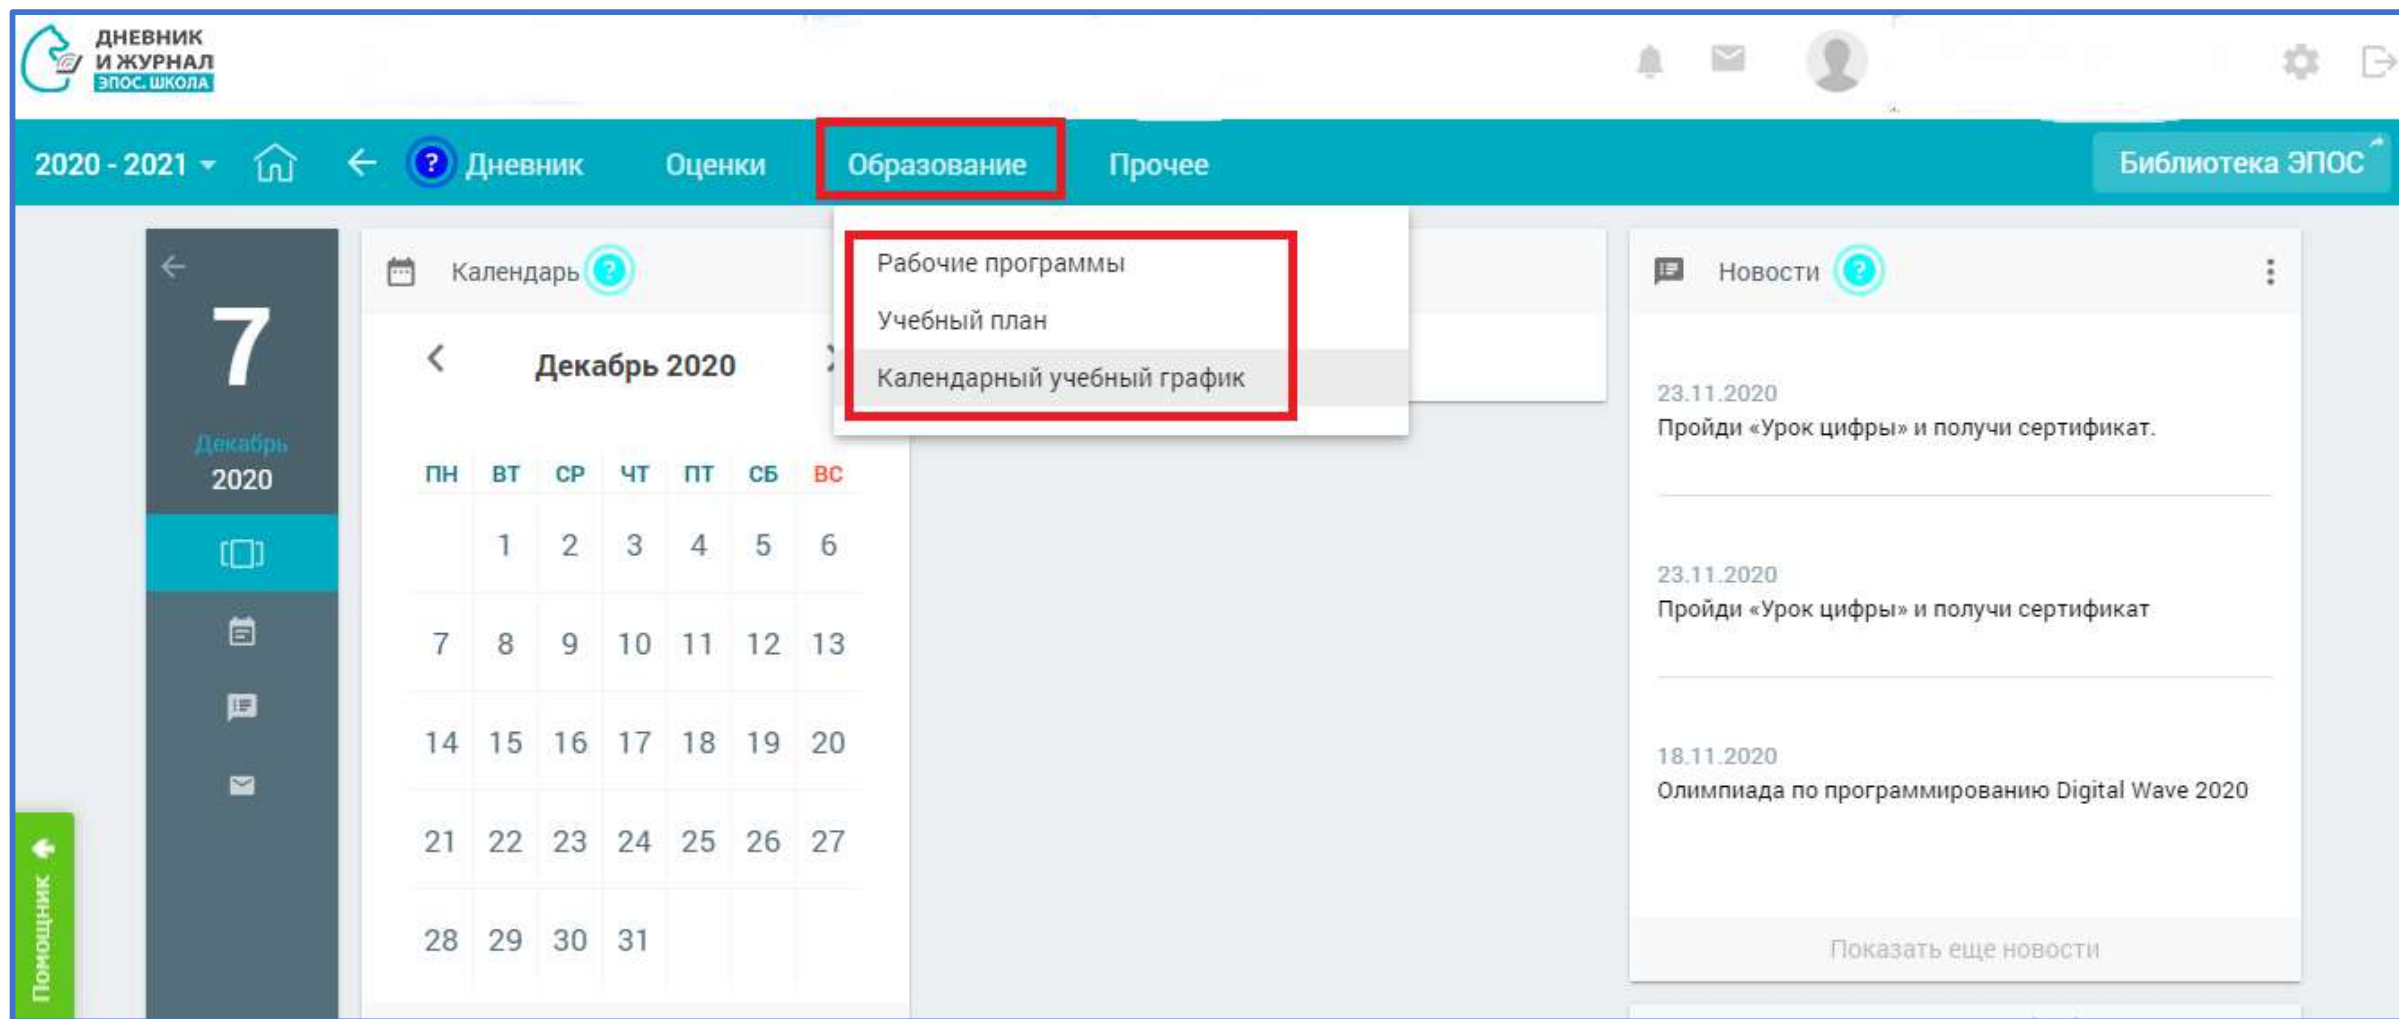 ДНЕВНИК
И ЖУРНАЛ
ЭПОС. ШКОЛА
2020 - 2021
?
Дневник
Оценки
Образование
Прочее
Библиотека ЭПОС
7
Декабрь
2020
Календарь ?
Декабрь 2020
ПН ВТ СР ЧТ ПТ СБ ВС
1 2 3 4 5 6
7 8 9 10 11 12 13
14 15 16 17 18 19 20
21 22 23 24 25 26 27
28 29 30 31
Рабочие программы
Учебный план
Календарный учебный график
Новости ?
23.11.2020
Пройди «Урок цифры» и получи сертификат.
23.11.2020
Пройди «Урок цифры» и получи сертификат
18.11.2020
Олимпиада по программированию Digital Wave 2020
Показать еще новости
Помощник